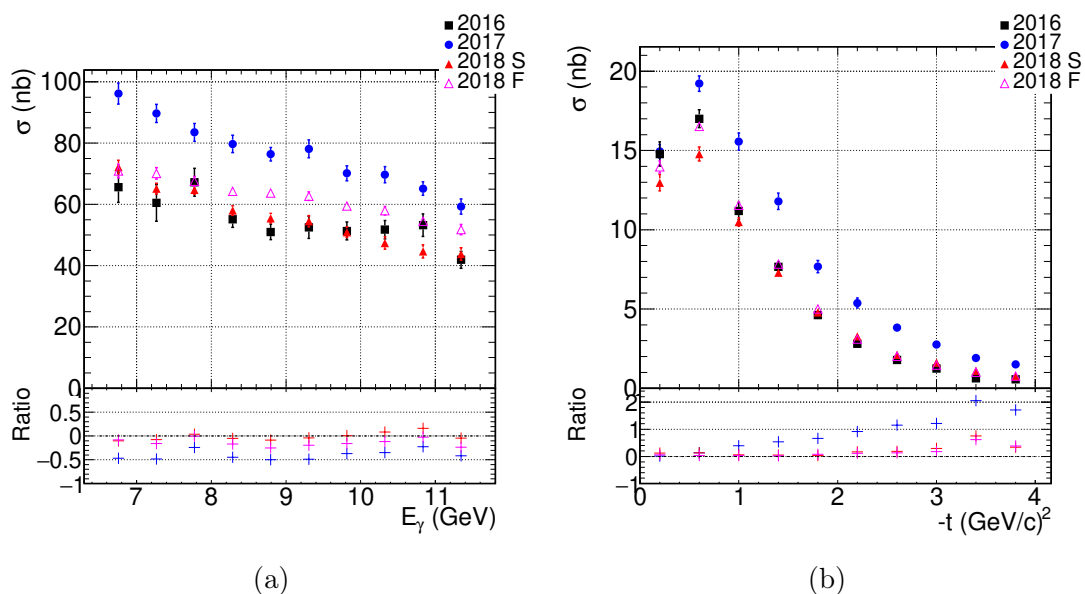 2016
2017
2018 S
2018 F
σ (nb)
100
80
60
40
20
0
Ratio
0.5
0
−0.5
−1
7 8 9 10 11
E_γ (GeV)
(a)
2016
2017
2018 S
2018 F
σ (nb)
20
15
10
5
0
Ratio
2
1
0
−1
0 1 2 3 4
-t (GeV/c)²
(b)